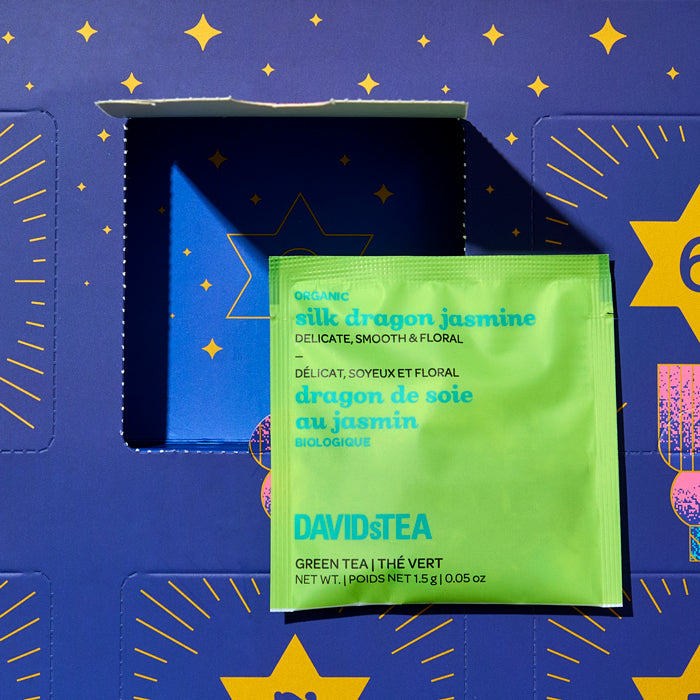 ORGANIC
silk dragon jasmine
DELICATE, SMOOTH & FLORAL
–
DÉLICAT, SOYEUX ET FLORAL
dragon de soie
au jasmin
BIOLOGIQUE
DAVIDsTEA
GREEN TEA | THÉ VERT
NET WT. | POIDS NET 1.5 g | 0.05 oz
6